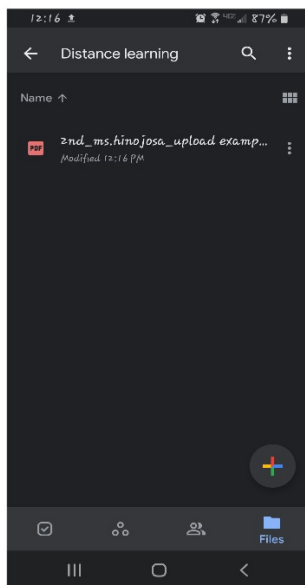 12:16 87%
Distance learning
Name
PDF 2nd_ms.hinojosa_upload examp...
Modified 12:16 PM
Files